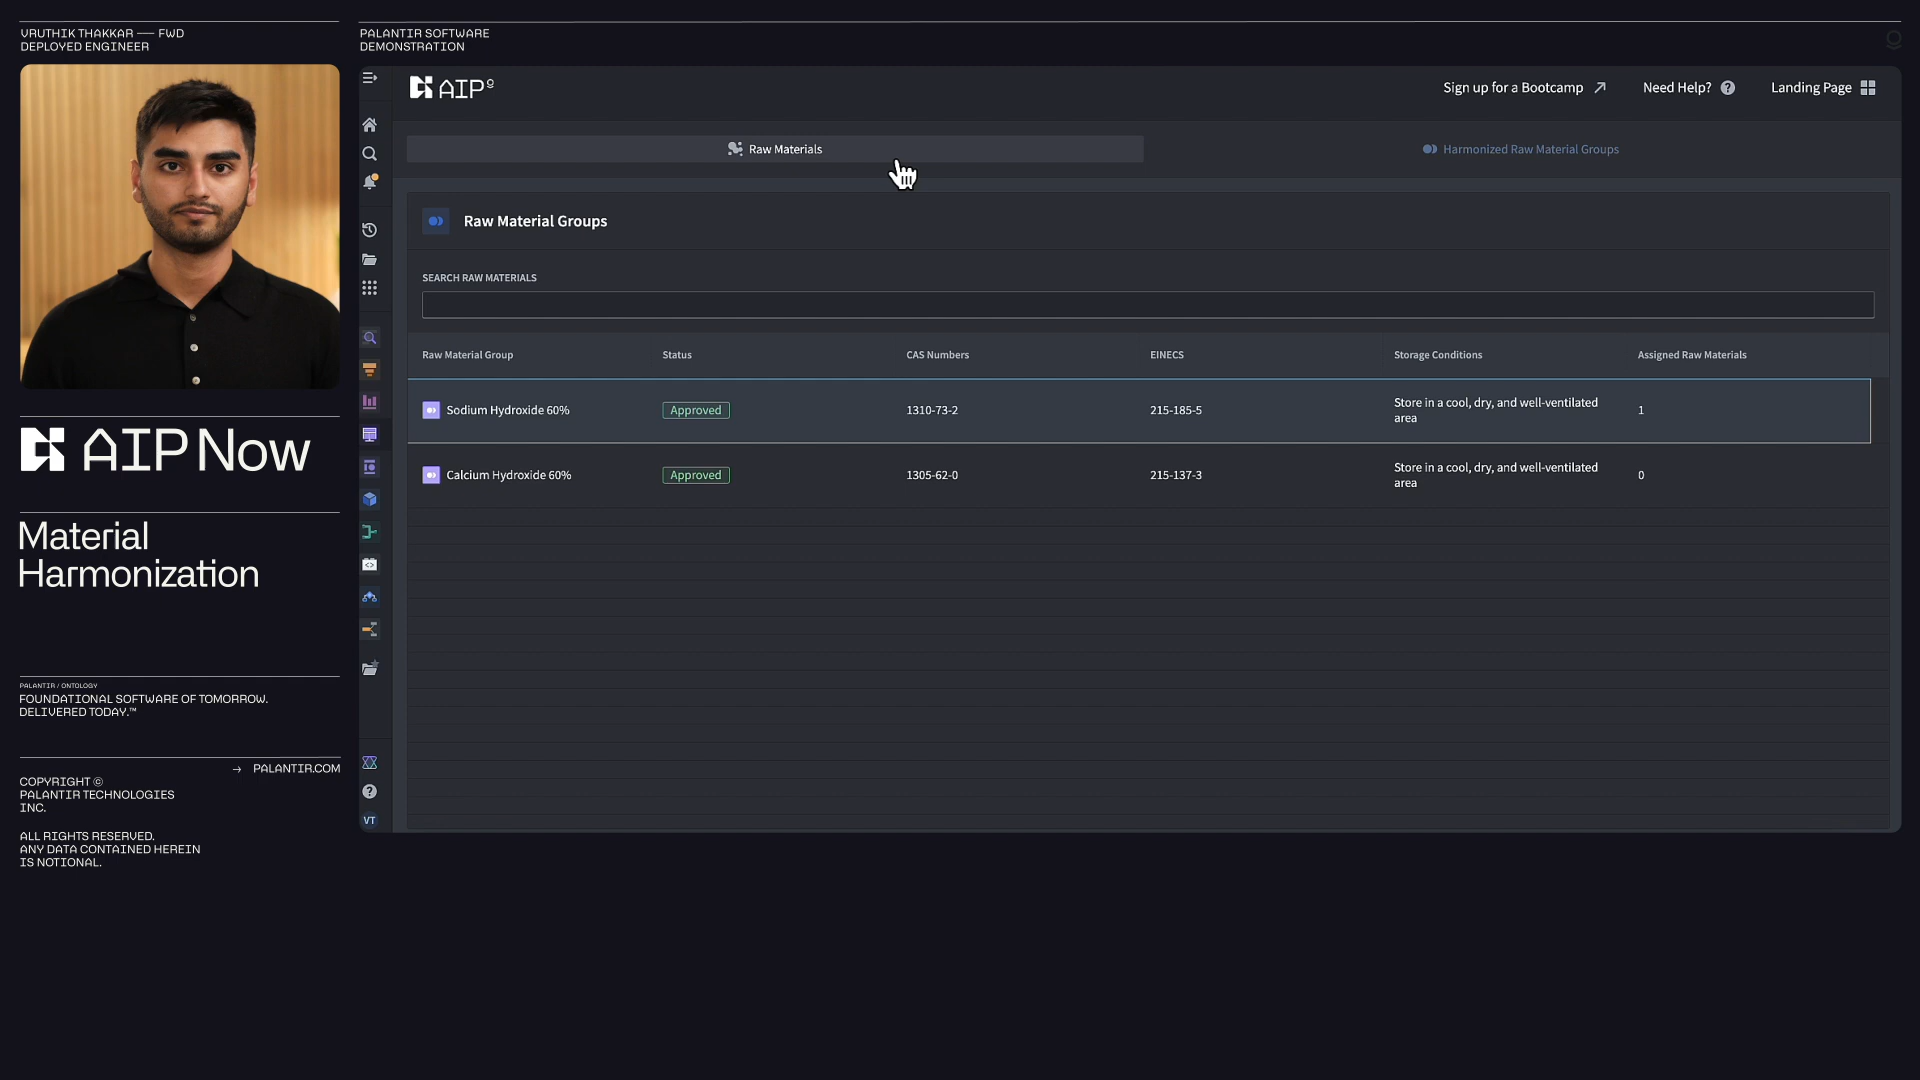 VRUTHIK THAKKAR — FWD
DEPLOYED ENGINEER
PALANTIR SOFTWARE
DEMONSTRATION
AIP
Sign up for a Bootcamp
Need Help?
Landing Page
Raw Materials
Harmonized Raw Material Groups
Raw Material Groups
SEARCH RAW MATERIALS
Raw Material Group Status CAS Numbers EINECS Storage Conditions Assigned Raw Materials
Sodium Hydroxide 60% Approved 1310-73-2 215-185-5 Store in a cool, dry, and well-ventilated 1
area
Calcium Hydroxide 60% Approved 1305-62-0 215-137-3 Store in a cool, dry, and well-ventilated 0
area
VT
AIP Now
Material
Harmonization
PALANTIR / ONTOLOGY
FOUNDATIONAL SOFTWARE OF TOMORROW.
DELIVERED TODAY.™
→ PALANTIR.COM
COPYRIGHT ©
PALANTIR TECHNOLOGIES
INC.
ALL RIGHTS RESERVED.
ANY DATA CONTAINED HEREIN
IS NOTIONAL.